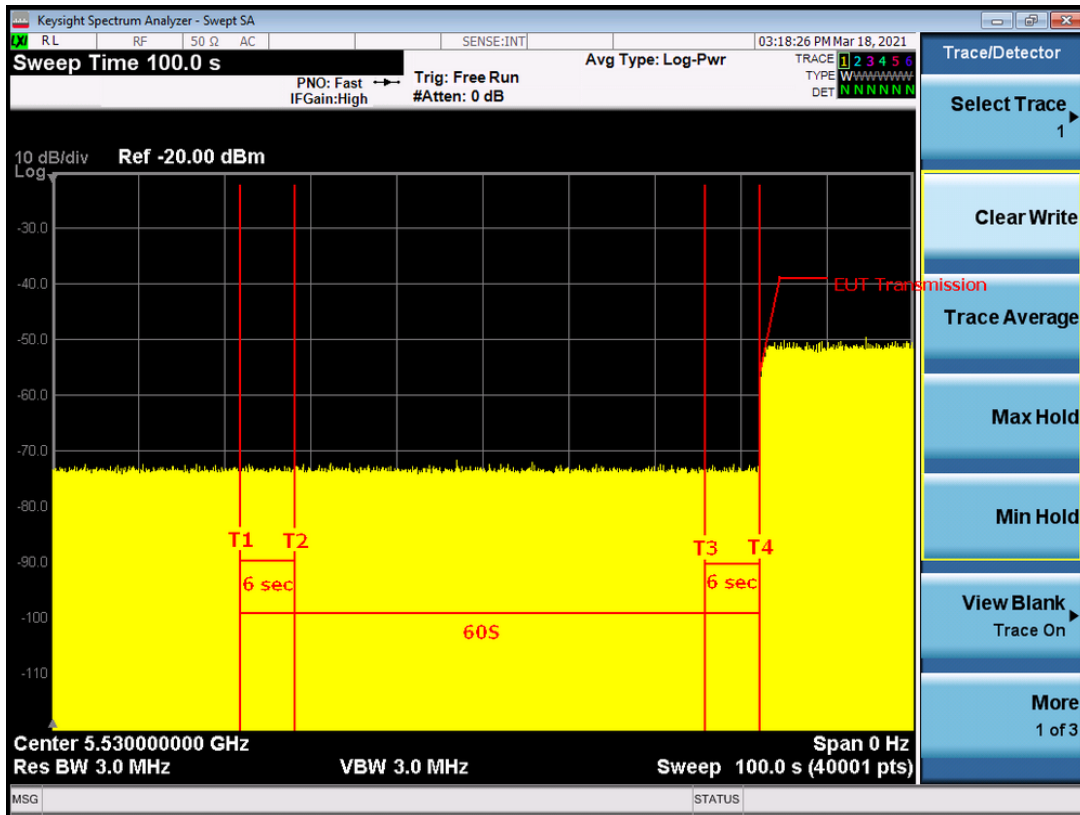 Keysight Spectrum Analyzer - Swept SA
LXI RL RF 50 Ω AC SENSE:INT 03:18:26 PM Mar 18, 2021
Sweep Time 100.0 s
PNO: Fast
IFGain:High
Trig: Free Run
#Atten: 0 dB
Avg Type: Log-Pwr
TRACE 1 2 3 4 5 6
TYPE WWWWWW
DET N N N N N N
10 dB/div Ref -20.00 dBm
Log
-30.0
-40.0
-50.0
-60.0
-70.0
-80.0
-90.0
-100
-110
EUT Transmission
T1 T2 T3 T4
6 sec 6 sec
60S
Center 5.530000000 GHz Span 0 Hz
Res BW 3.0 MHz VBW 3.0 MHz Sweep 100.0 s (40001 pts)
MSG STATUS
Trace/Detector
Select Trace
1
Clear Write
Trace Average
Max Hold
Min Hold
View Blank
Trace On
More
1 of 3